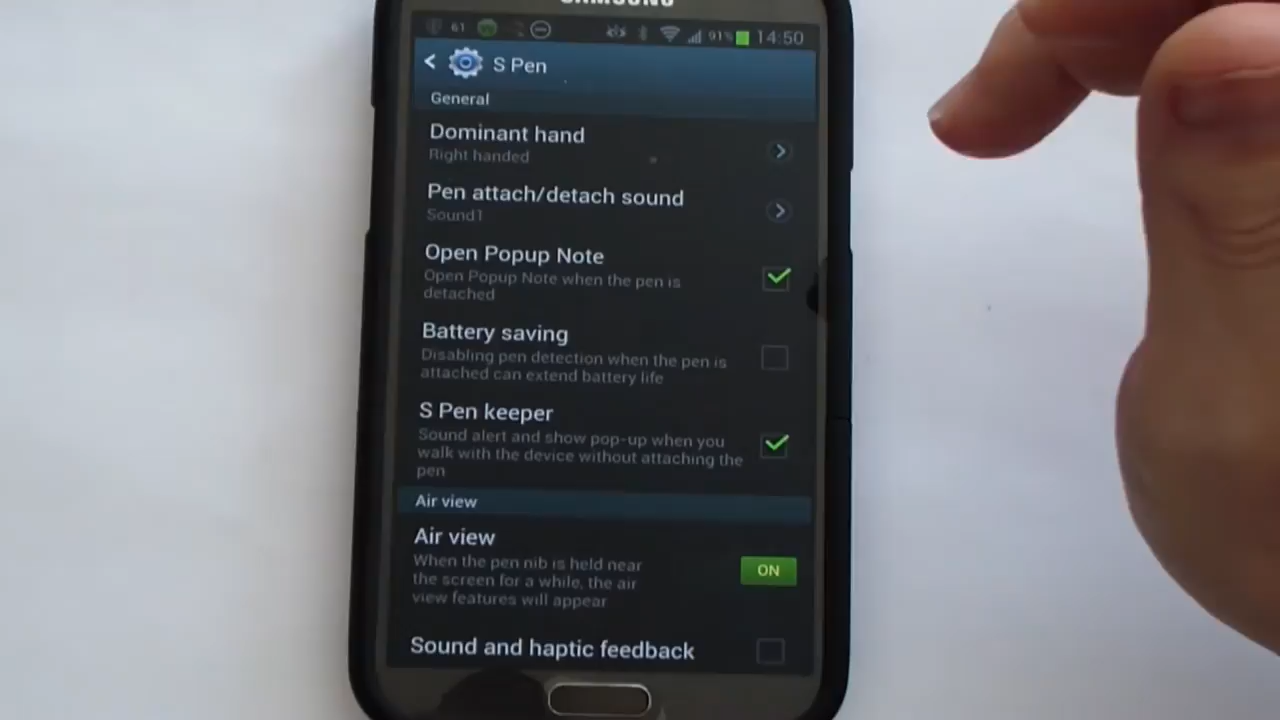 SAMSUNG
61 91% 14:50
S Pen
General
Dominant hand
Right handed
Pen attach/detach sound
Sound1
Open Popup Note
Open Popup Note when the pen is
detached
Battery saving
Disabling pen detection when the pen is
attached can extend battery life
S Pen keeper
Sound alert and show pop-up when you
walk with the device without attaching the
pen
Air view
Air view
When the pen nib is held near
the screen for a while, the air
view features will appear
ON
Sound and haptic feedback